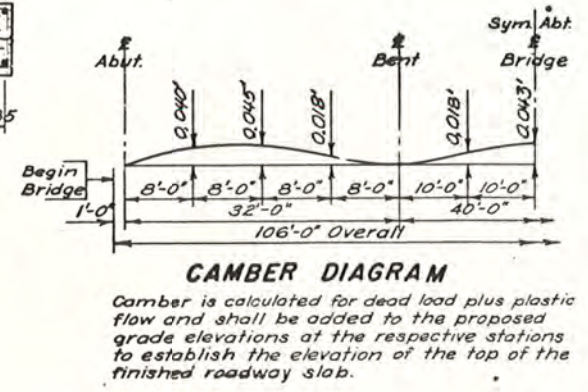 Sym. Abt.
℄ Abut.
℄ Bent
℄ Bridge
0.040'
0.045'
0.018'
0.018'
0.043'
Begin
Bridge
8'-0" 8'-0" 8'-0" 8'-0" 10'-0" 10'-0"
1'-0" 32'-0" 40'-0"
106'-0" Overall
CAMBER DIAGRAM
Camber is calculated for dead load plus plastic
flow and shall be added to the proposed
grade elevations at the respective stations
to establish the elevation of the top of the
finished roadway slab.